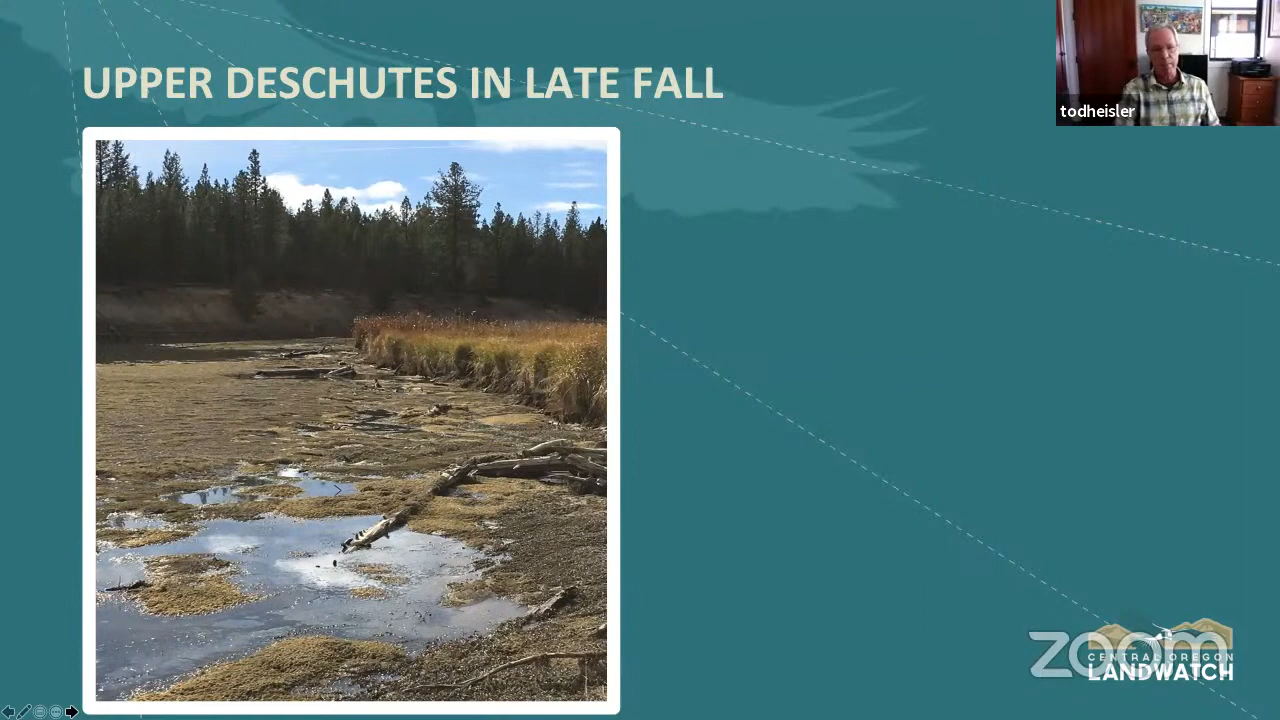 UPPER DESCHUTES IN LATE FALL
todheisler
zoom
CENTRAL OREGON
LANDWATCH